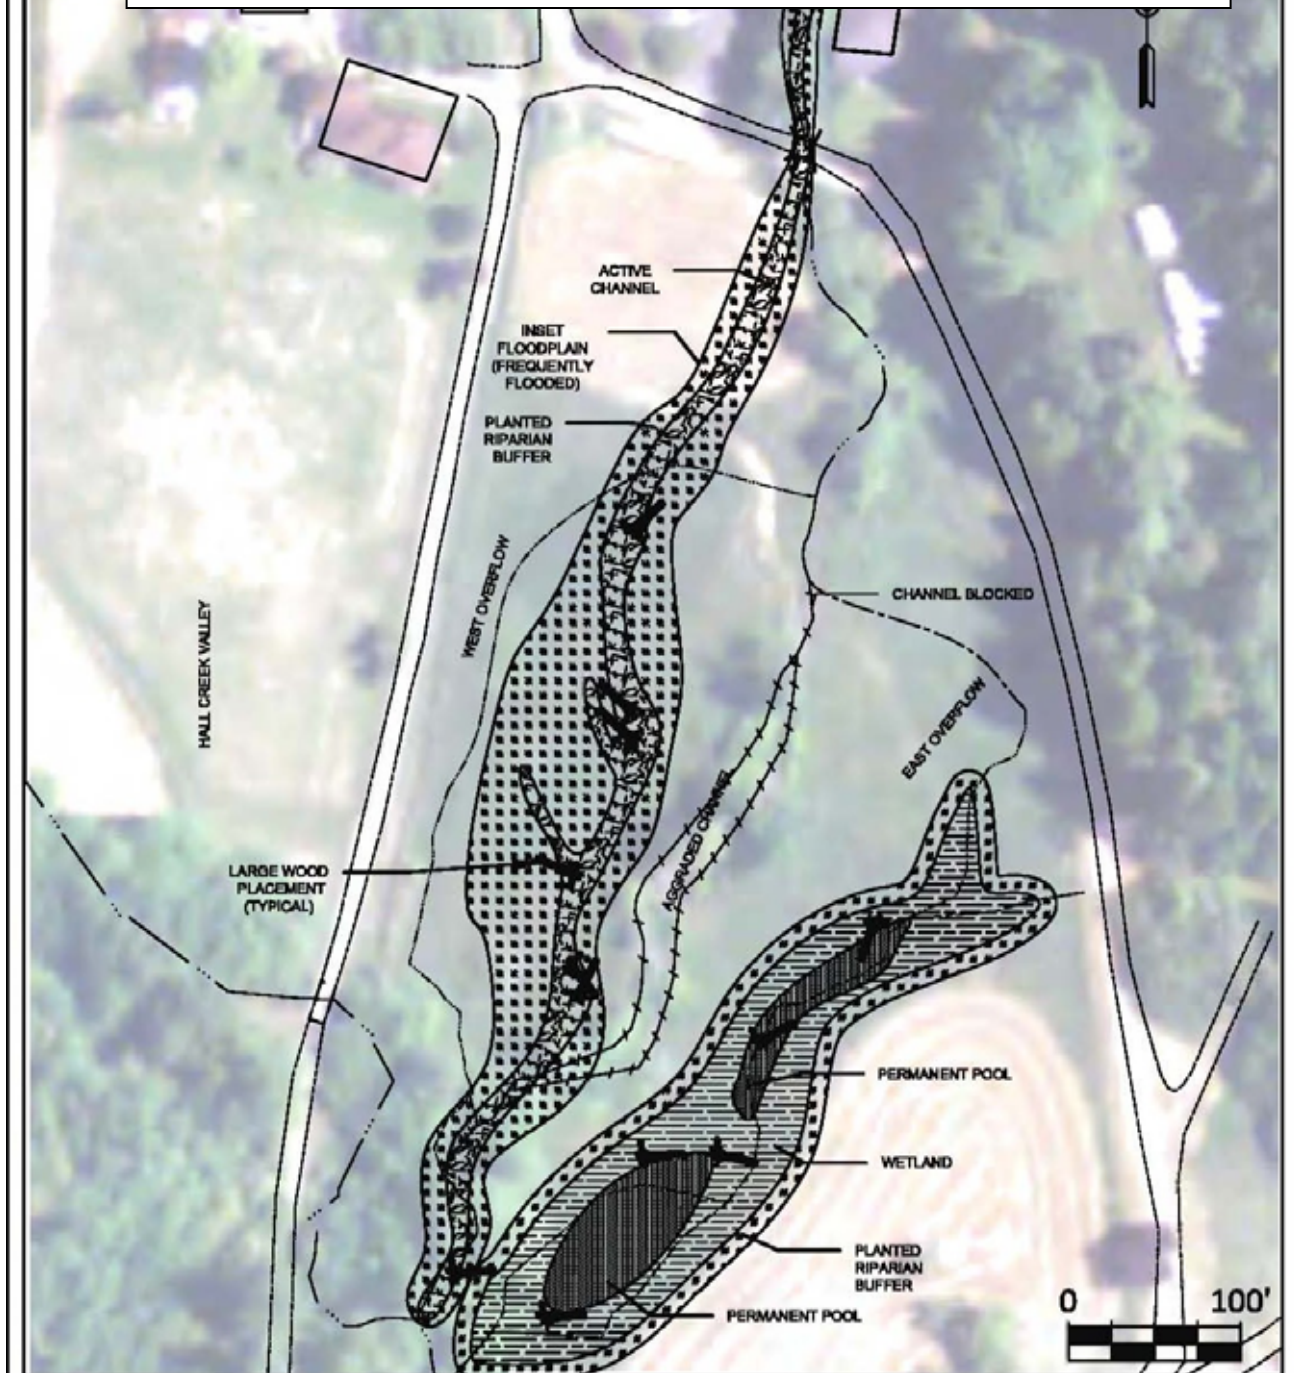 ACTIVE
CHANNEL
INSET
FLOODPLAIN
(FREQUENTLY
FLOODED)
PLANTED
RIPARIAN
BUFFER
WEST OVERFLOW
CHANNEL BLOCKED
HALL CREEK VALLEY
EAST OVERFLOW
AGGRADED CHANNEL
LARGE WOOD
PLACEMENT
(TYPICAL)
PERMANENT POOL
WETLAND
PLANTED
RIPARIAN
BUFFER
PERMANENT POOL
0 100'